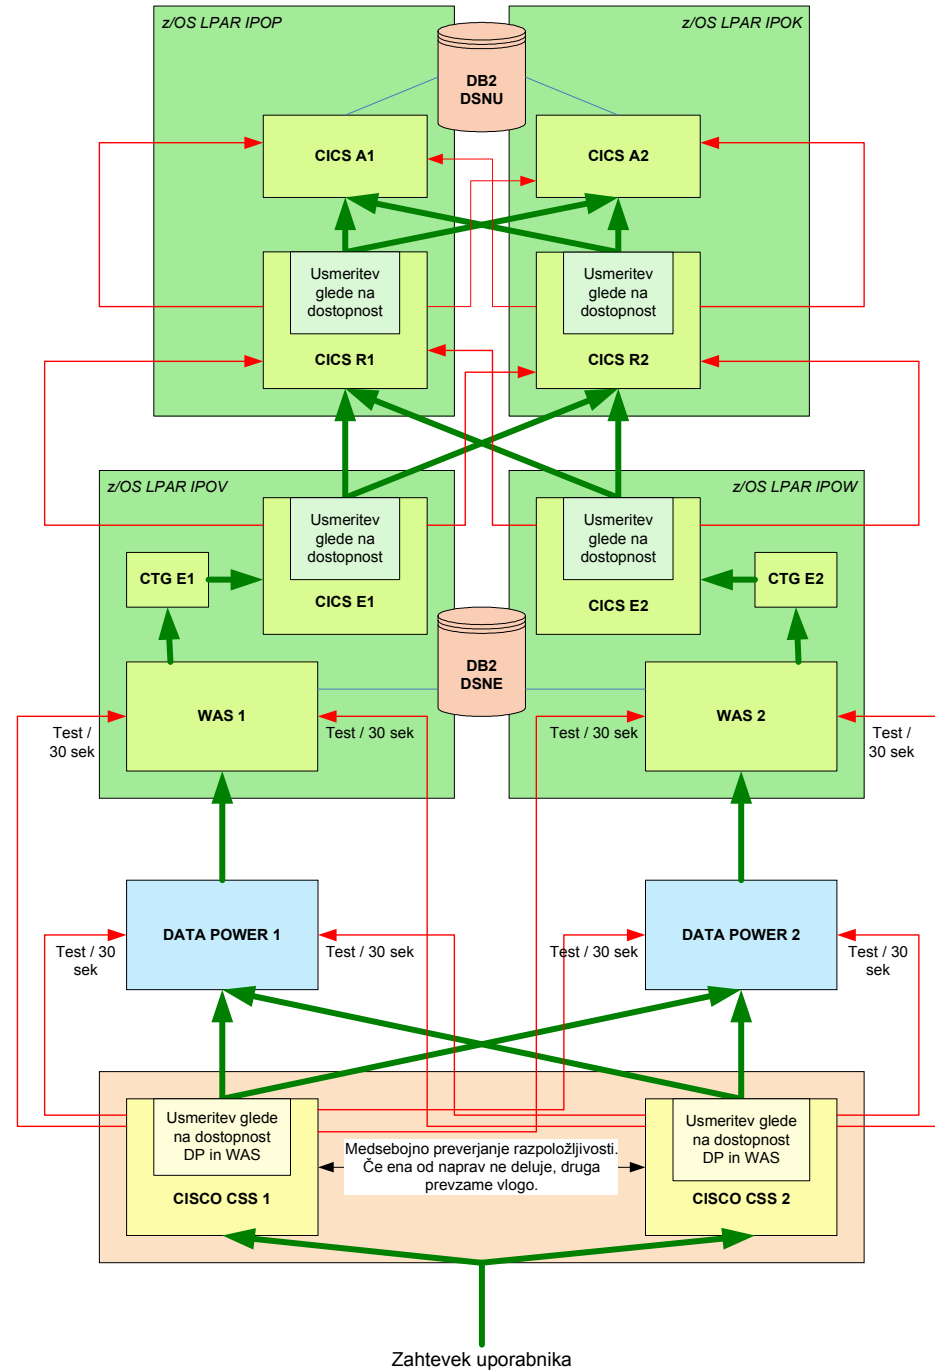 z/OS LPAR IPOP
z/OS LPAR IPOK
DB2
DSNU
CICS A1
CICS A2
Usmeritev
glede na
dostopnost
CICS R1
Usmeritev
glede na
dostopnost
CICS R2
z/OS LPAR IPOV
z/OS LPAR IPOW
Usmeritev
glede na
dostopnost
CICS E1
Usmeritev
glede na
dostopnost
CICS E2
CTG E1
CTG E2
DB2
DSNE
WAS 1
WAS 2
Test /
30 sek
Test / 30 sek
Test / 30 sek
Test /
30 sek
DATA POWER 1
DATA POWER 2
Test / 30
sek
Test / 30 sek
Test / 30 sek
Test / 30
sek
Usmeritev glede
na dostopnost
DP in WAS
CISCO CSS 1
Medsebojno preverjanje razpoložljivosti.
Če ena od naprav ne deluje, druga
prevzame vlogo.
Usmeritev glede
na dostopnost
DP in WAS
CISCO CSS 2
Zahtevek uporabnika